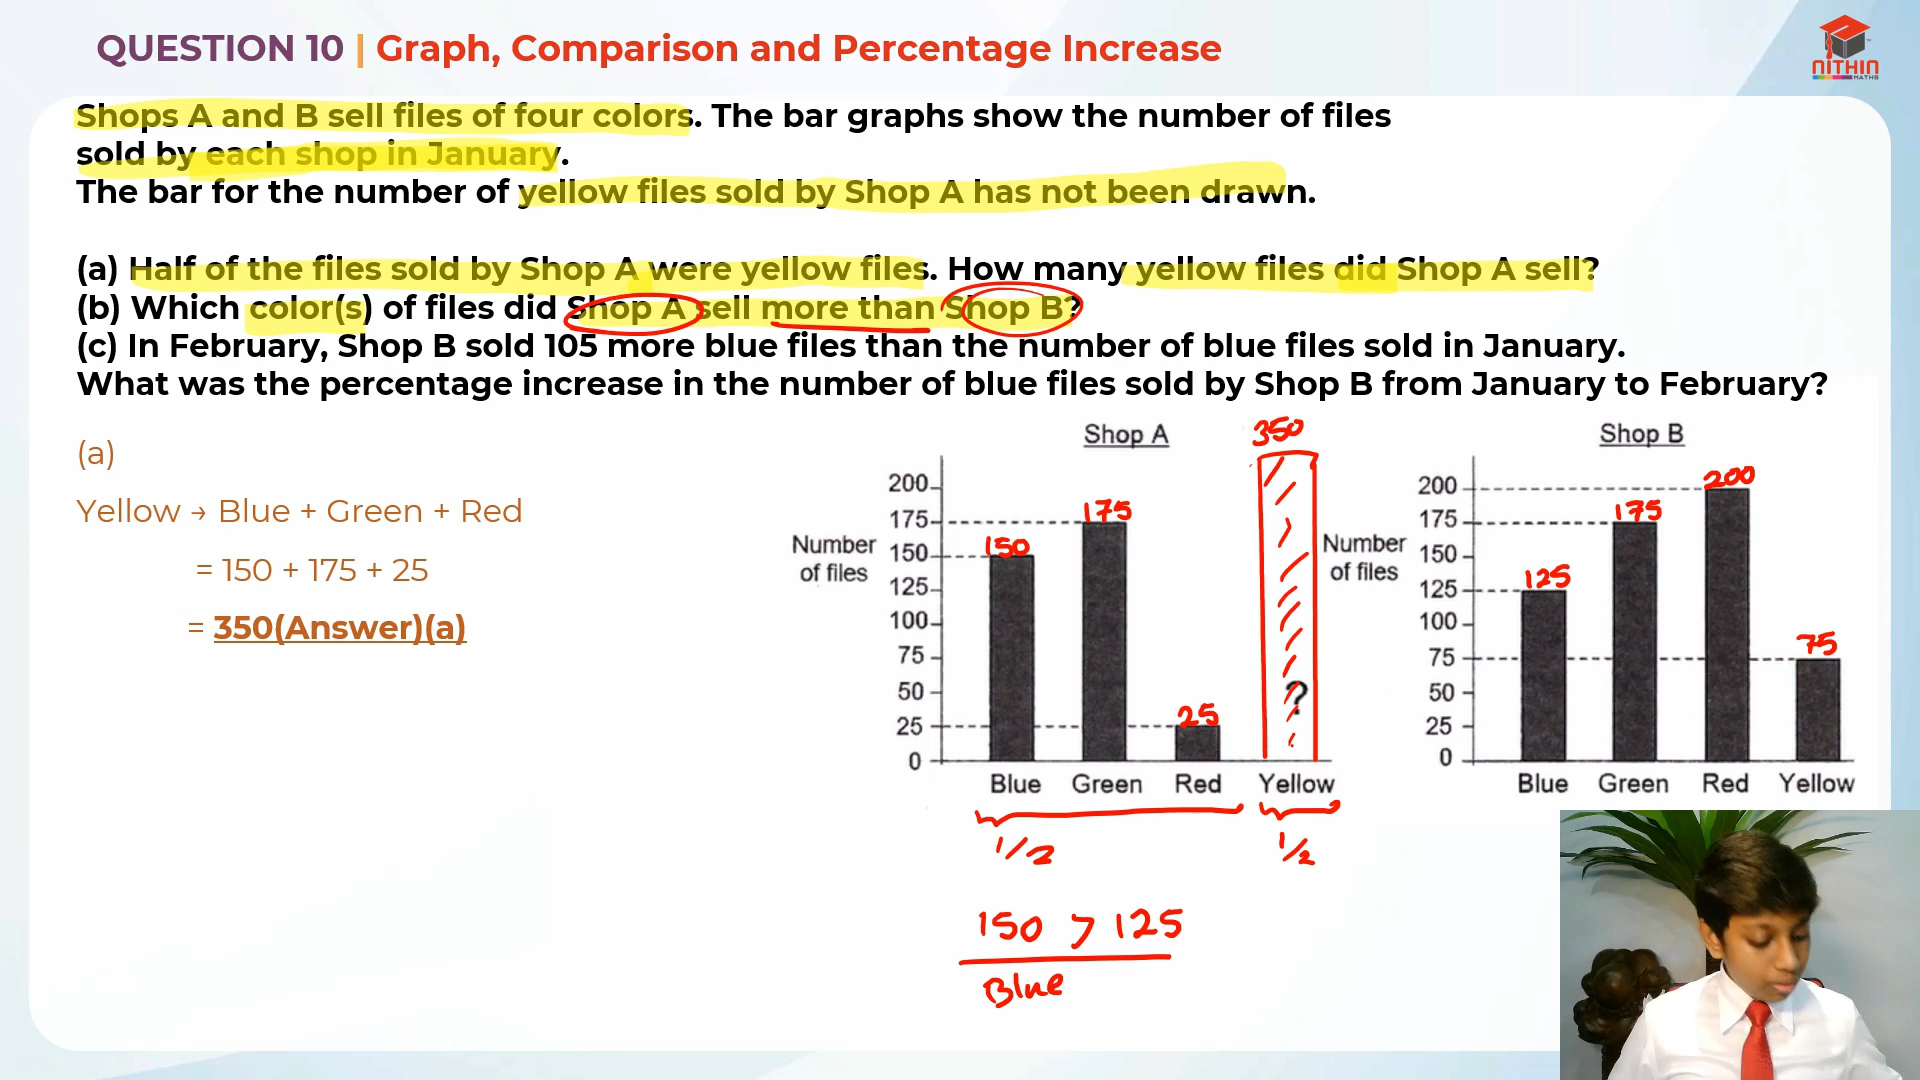 QUESTION 10 | Graph, Comparison and Percentage Increase
NITHIN
MATHS
Shops A and B sell files of four colors. The bar graphs show the number of files
sold by each shop in January.
The bar for the number of yellow files sold by Shop A has not been drawn.
(a) Half of the files sold by Shop A were yellow files. How many yellow files did Shop A sell?
(b) Which color(s) of files did Shop A sell more than Shop B?
(c) In February, Shop B sold 105 more blue files than the number of blue files sold in January.
What was the percentage increase in the number of blue files sold by Shop B from January to February?
(a)
Yellow → Blue + Green + Red
= 150 + 175 + 25
= 350(Answer)(a)
Shop A
350
Number
of files
200
175
150
125
100
75
50
25
0
150
175
25
?
Blue Green Red Yellow
1/2
1/2
Shop B
Number
of files
200
175
150
125
100
75
50
25
0
125
175
200
75
Blue Green Red Yellow
150 > 125
Blue